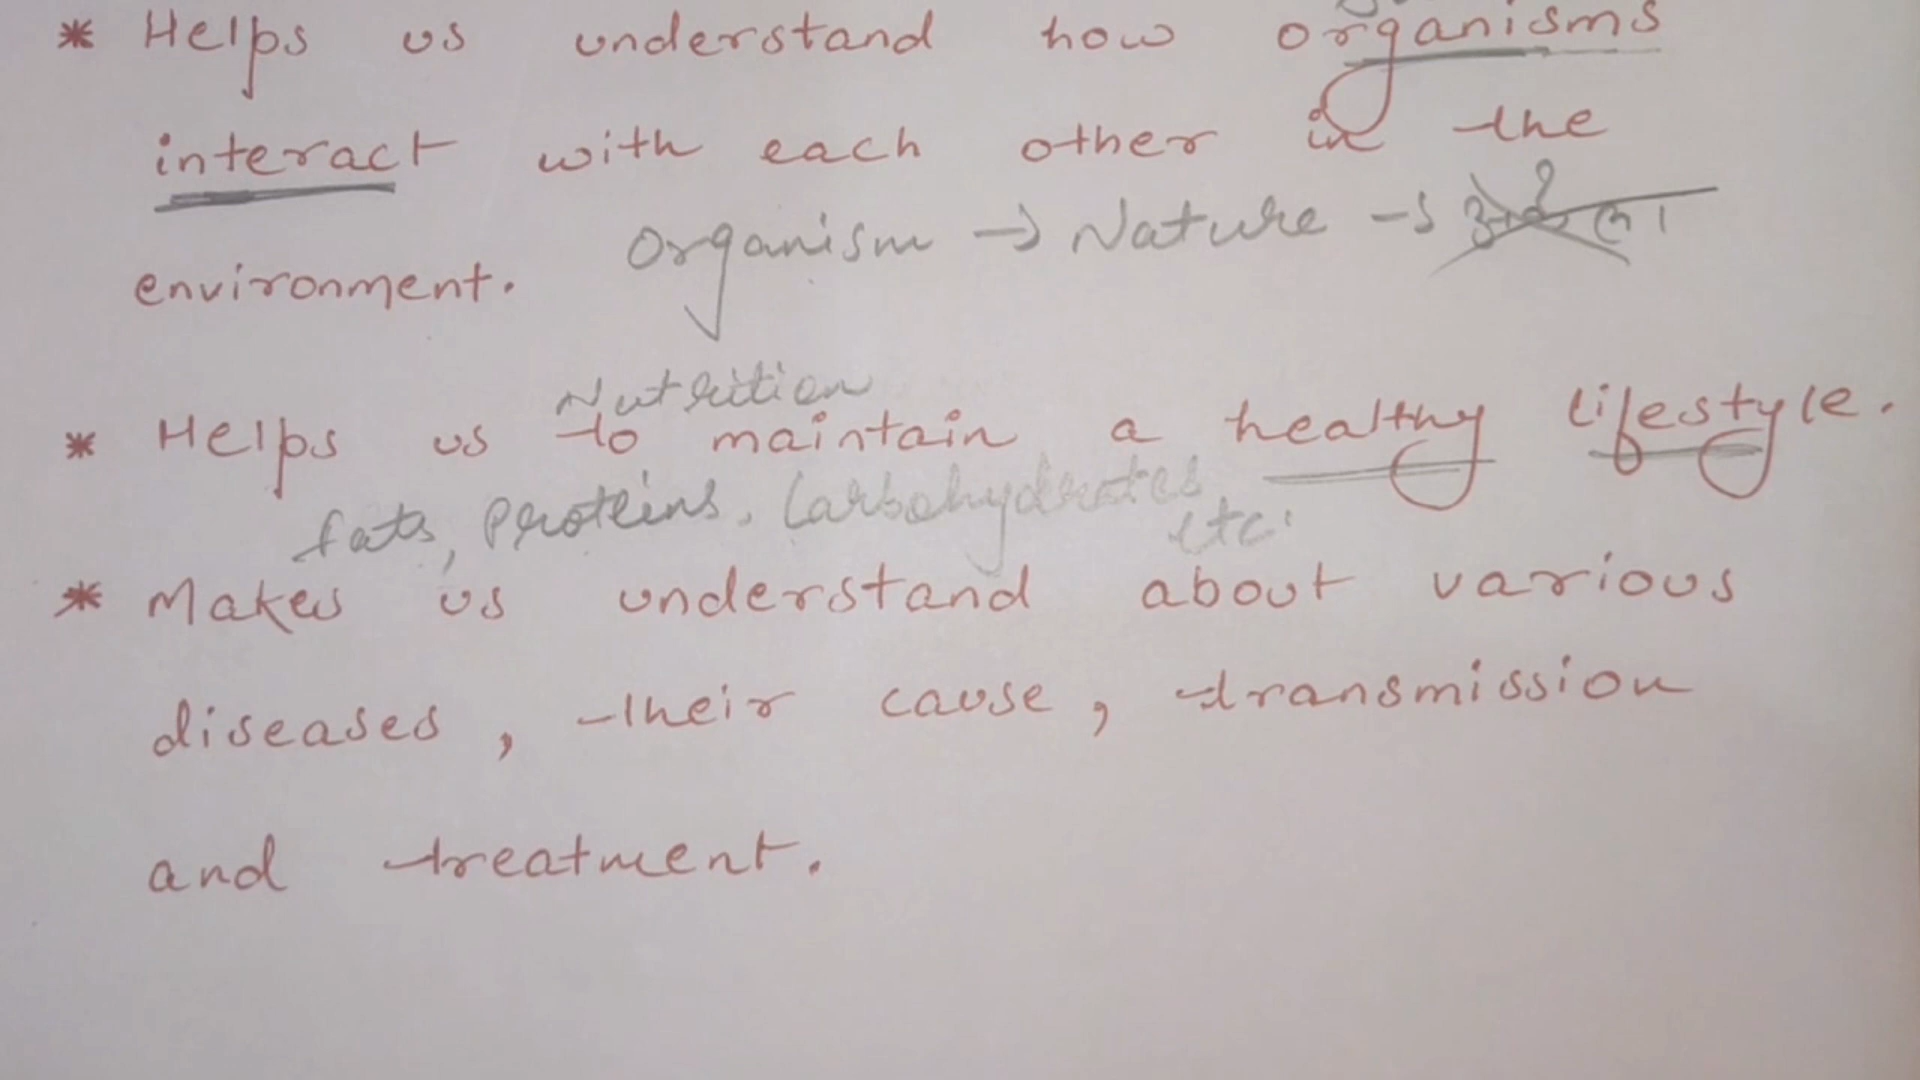 * Helps us understand how organisms
interact with each other in the
Organism → Nature →
environment.
Nutrition
* Helps us to maintain a healthy lifestyle.
fats, Proteins, Carbohydrates
etc.
* Makes us understand about various
diseases, their cause, transmission
and treatment.